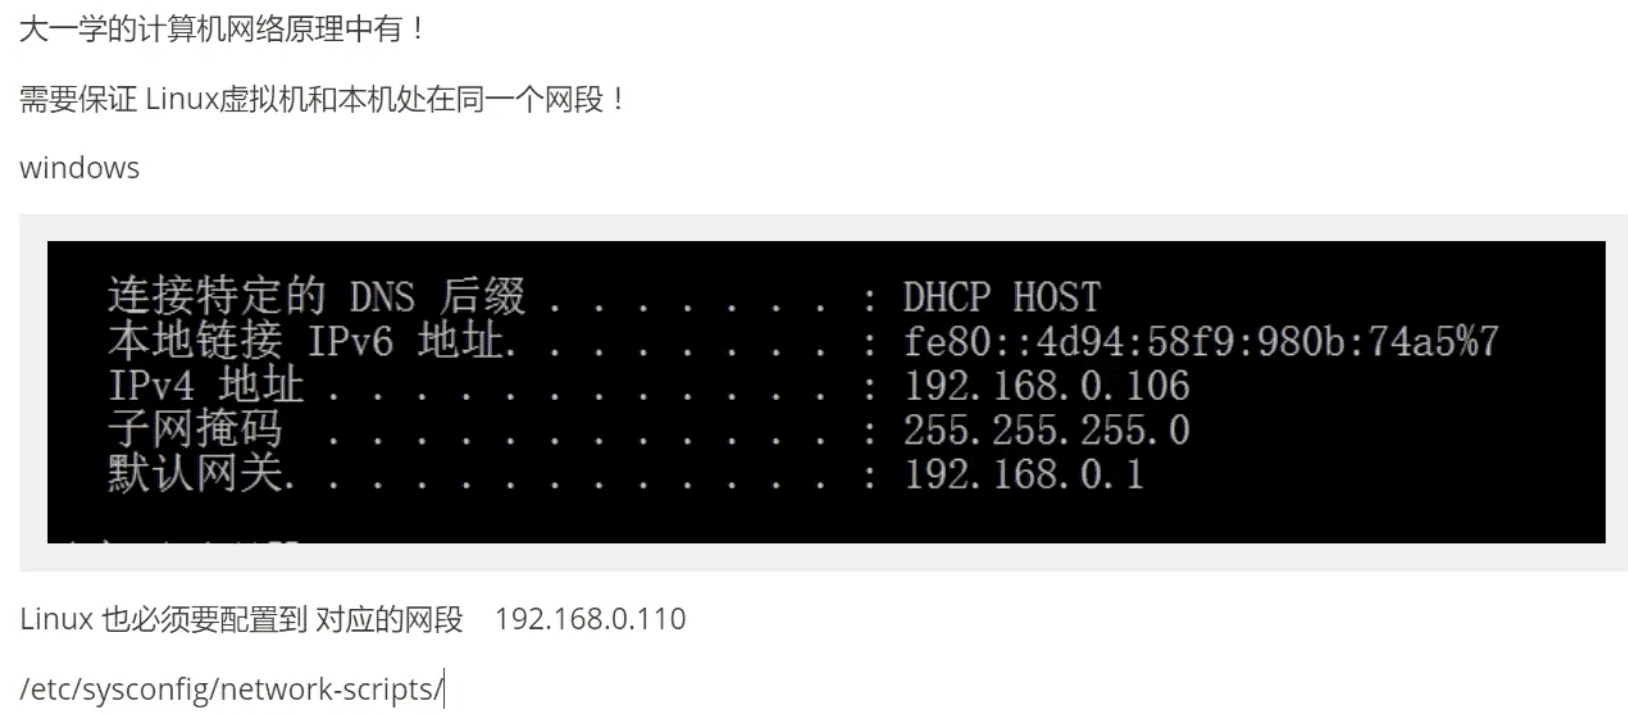 大一学的计算机网络原理中有！
需要保证 Linux虚拟机和本机处在同一个网段！
windows
连接特定的 DNS 后缀 . . . . . . . : DHCP HOST
本地链接 IPv6 地址. . . . . . . . : fe80::4d94:58f9:980b:74a5%7
IPv4 地址 . . . . . . . . . . . . : 192.168.0.106
子网掩码 . . . . . . . . . . . . : 255.255.255.0
默认网关. . . . . . . . . . . . . : 192.168.0.1
Linux 也必须要配置到 对应的网段 192.168.0.110
/etc/sysconfig/network-scripts/